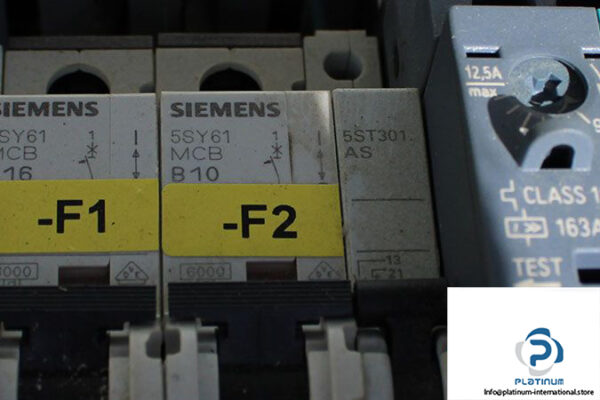 SIEMENS
5SY61
MCB
16
-F1
6000
SIEMENS
5SY61
MCB
B10
-F2
6000
5ST301
AS
13
21
12,5A
max
CLASS 1
163A
TEST
PLATINUM
Info@platinum-international.store